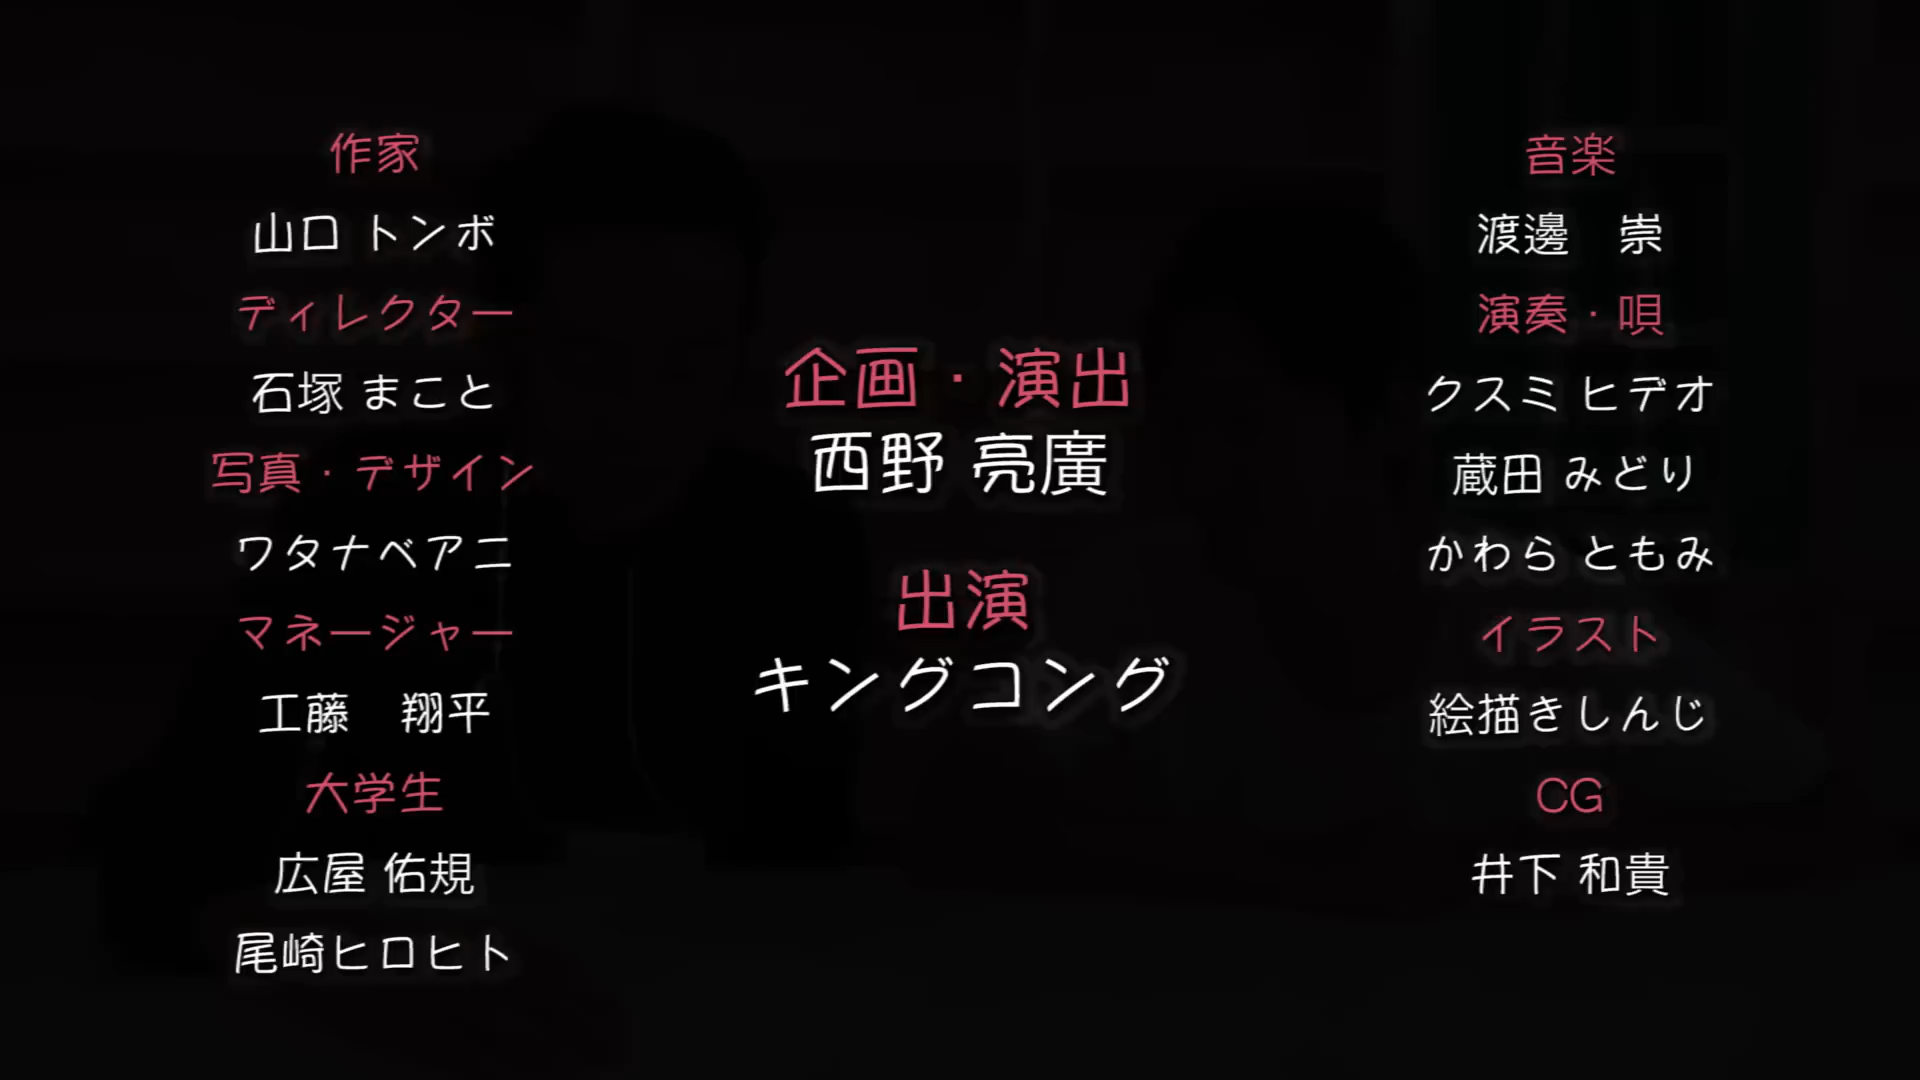 作家
山口 トンボ
ディレクター
石塚 まこと
写真・デザイン
ワタナベアニ
マネージャー
工藤　翔平
大学生
広屋 佑規
尾崎ヒロヒト
企画・演出
西野 亮廣
出演
キングコング
音楽
渡邊　崇
演奏・唄
クスミ ヒデオ
蔵田 みどり
かわら ともみ
イラスト
絵描きしんじ
CG
井下 和貴